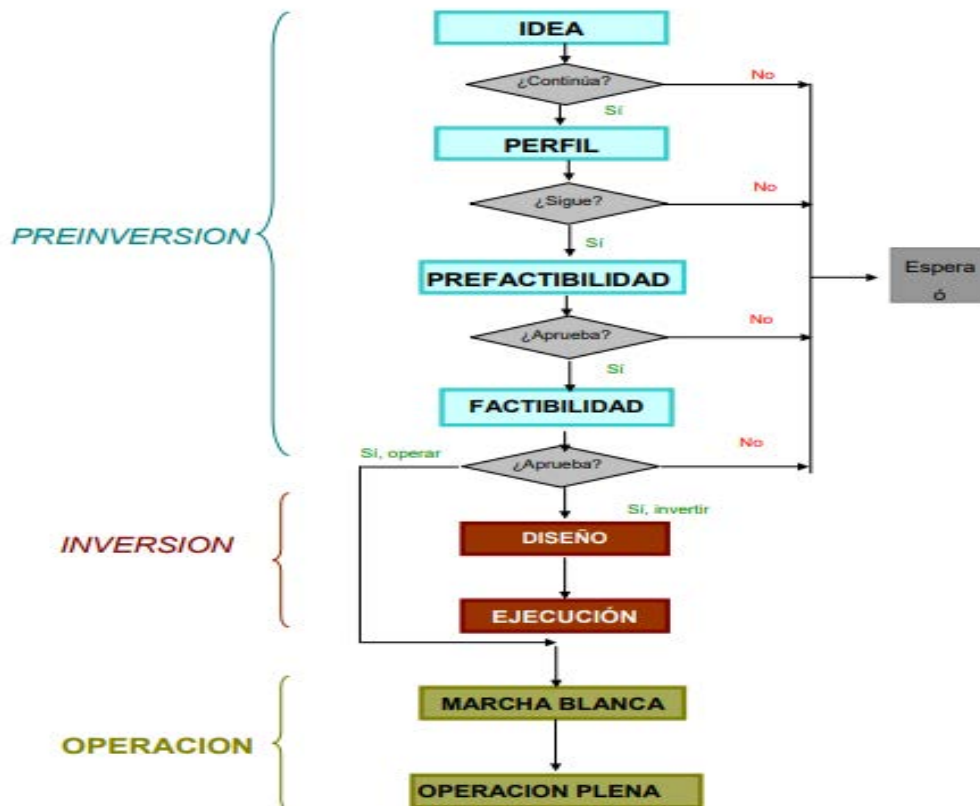 IDEA
¿Continúa?
No
Sí
PERFIL
¿Sigue?
No
Sí
PREINVERSION
PREFACTIBILIDAD
Espera
ó
¿Aprueba?
No
Sí
FACTIBILIDAD
Sí, operar
¿Aprueba?
No
Sí, invertir
INVERSION
DISEÑO
EJECUCIÓN
MARCHA BLANCA
OPERACION
OPERACION PLENA